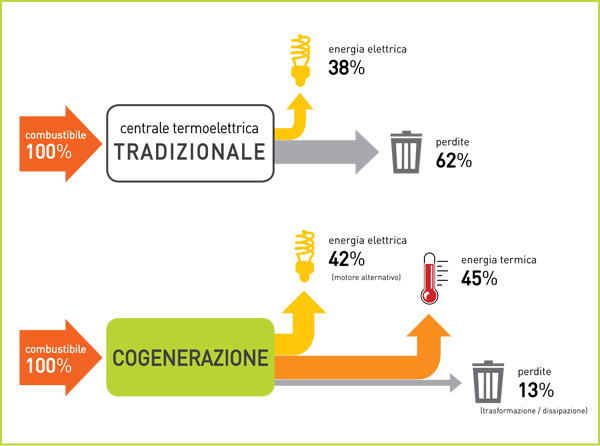 energia elettrica
38%
combustibile
100%
centrale termoelettrica
TRADIZIONALE
perdite
62%
energia elettrica
42%
(motore alternativo)
energia termica
45%
combustibile
100%
COGENERAZIONE
perdite
13%
(trasformazione / dissipazione)